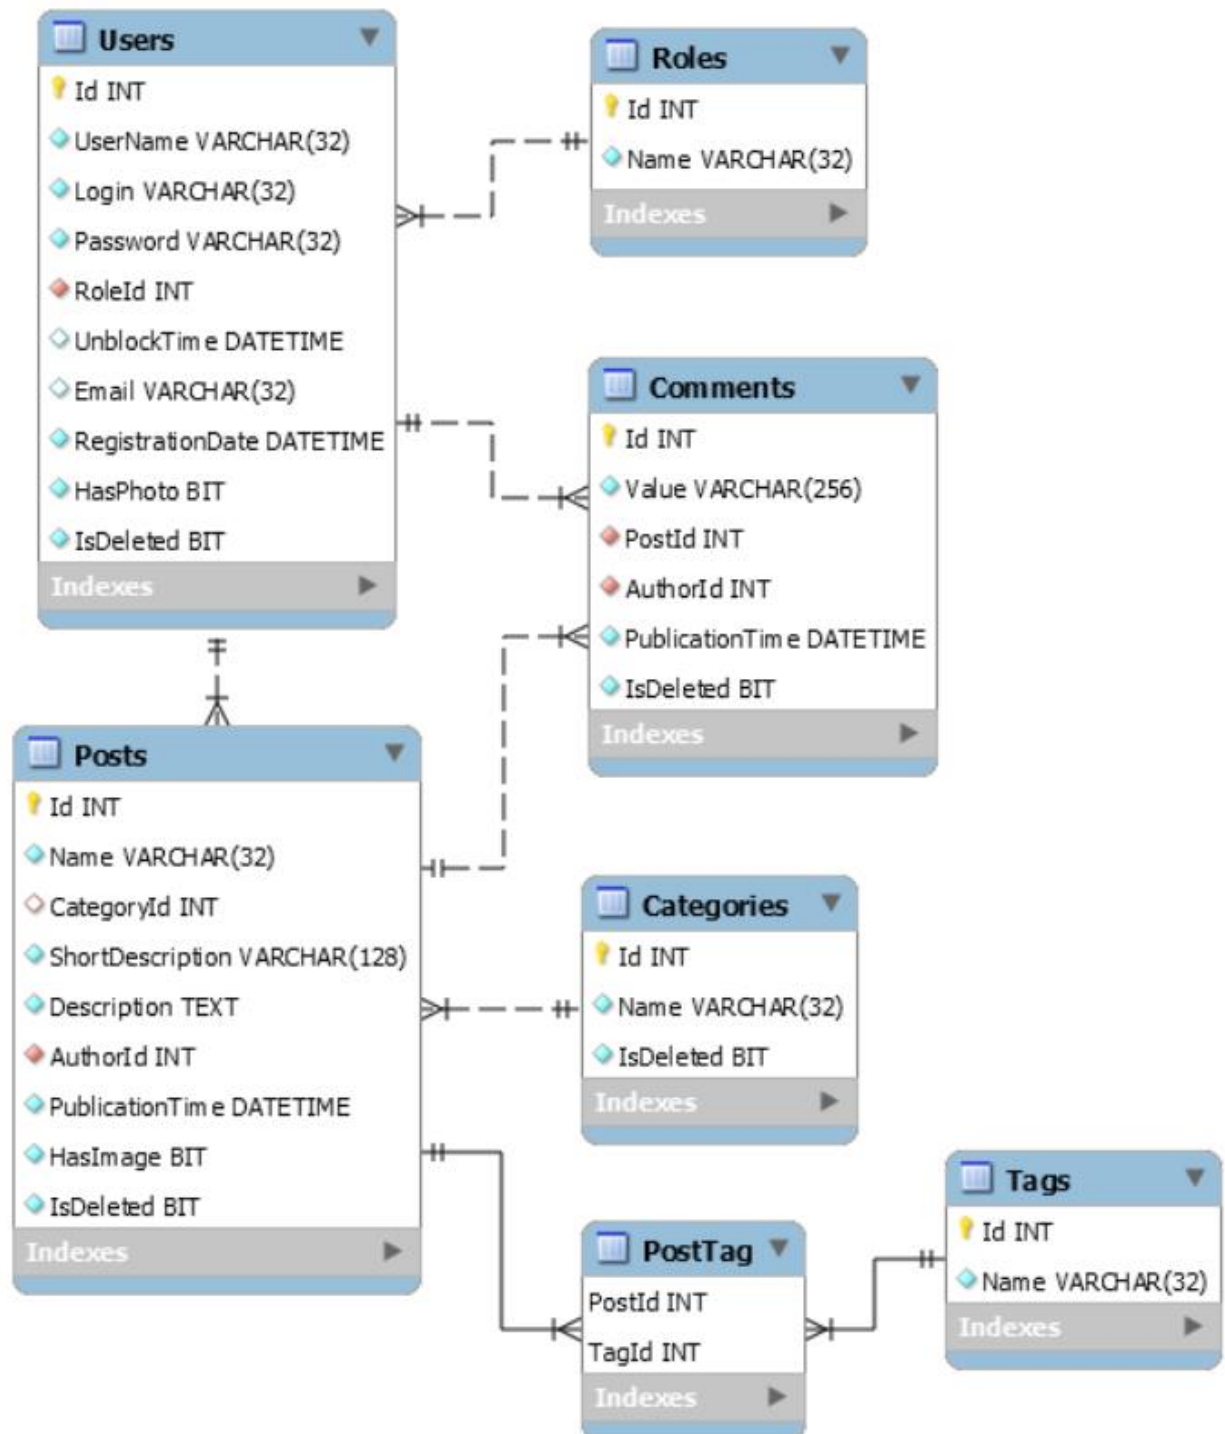 Users
Id INT
UserName VARCHAR(32)
Login VARCHAR(32)
Password VARCHAR(32)
RoleId INT
UnblockTime DATETIME
Email VARCHAR(32)
RegistrationDate DATETIME
HasPhoto BIT
IsDeleted BIT
Indexes
Roles
Id INT
Name VARCHAR(32)
Indexes
Comments
Id INT
Value VARCHAR(256)
PostId INT
AuthorId INT
PublicationTime DATETIME
IsDeleted BIT
Indexes
Posts
Id INT
Name VARCHAR(32)
CategoryId INT
ShortDescription VARCHAR(128)
Description TEXT
AuthorId INT
PublicationTime DATETIME
HasImage BIT
IsDeleted BIT
Indexes
Categories
Id INT
Name VARCHAR(32)
IsDeleted BIT
Indexes
PostTag
PostId INT
TagId INT
Indexes
Tags
Id INT
Name VARCHAR(32)
Indexes